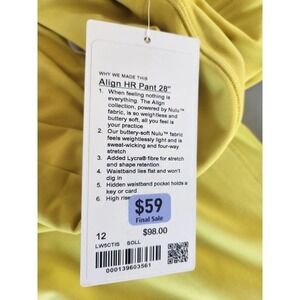 WHY WE MADE THIS
Align HR Pant 28"
1. When feeling nothing is
everything. The Align
collection, powered by Nulu™
fabric, is so weightless and
buttery soft, all you feel is
your practice
2. Our buttery-soft Nulu™ fabric
feels weightlessly light and is
sweat-wicking and four-way
stretch
3. Added Lycra® fibre for stretch
and shape retention
4. Waistband lies flat and won't
dig in
5. Hidden waistband pocket holds a
key or card
6. High rise
$59
Final Sale
12
$98.00
LW5CTIS SOLL
000139603561